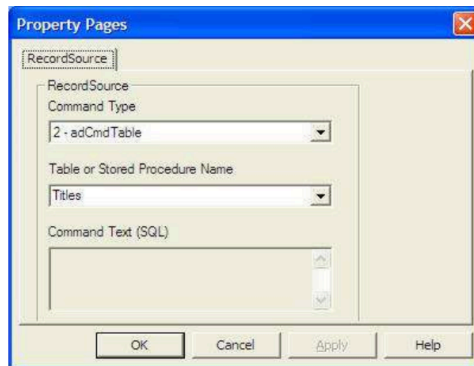 Property Pages
RecordSource
RecordSource
Command Type
2 - adCmdTable
Table or Stored Procedure Name
Titles
Command Text (SQL)
OK Cancel Apply Help